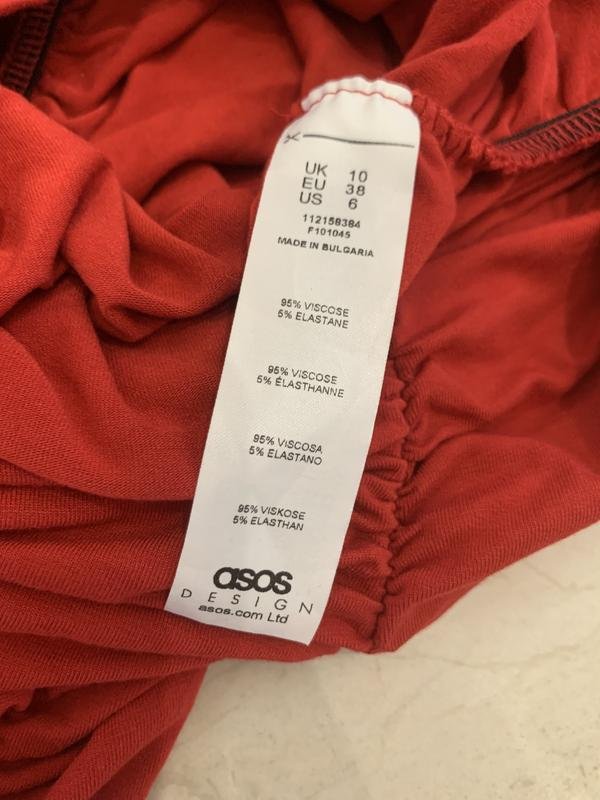 UK 10
EU 38
US 6
112158384
F101045
MADE IN BULGARIA
95% VISCOSE
5% ELASTANE
95% VISCOSE
5% ÉLASTHANNE
95% VISCOSA
5% ELASTANO
95% VISKOSE
5% ELASTHAN
asos
DESIGN
asos.com Ltd